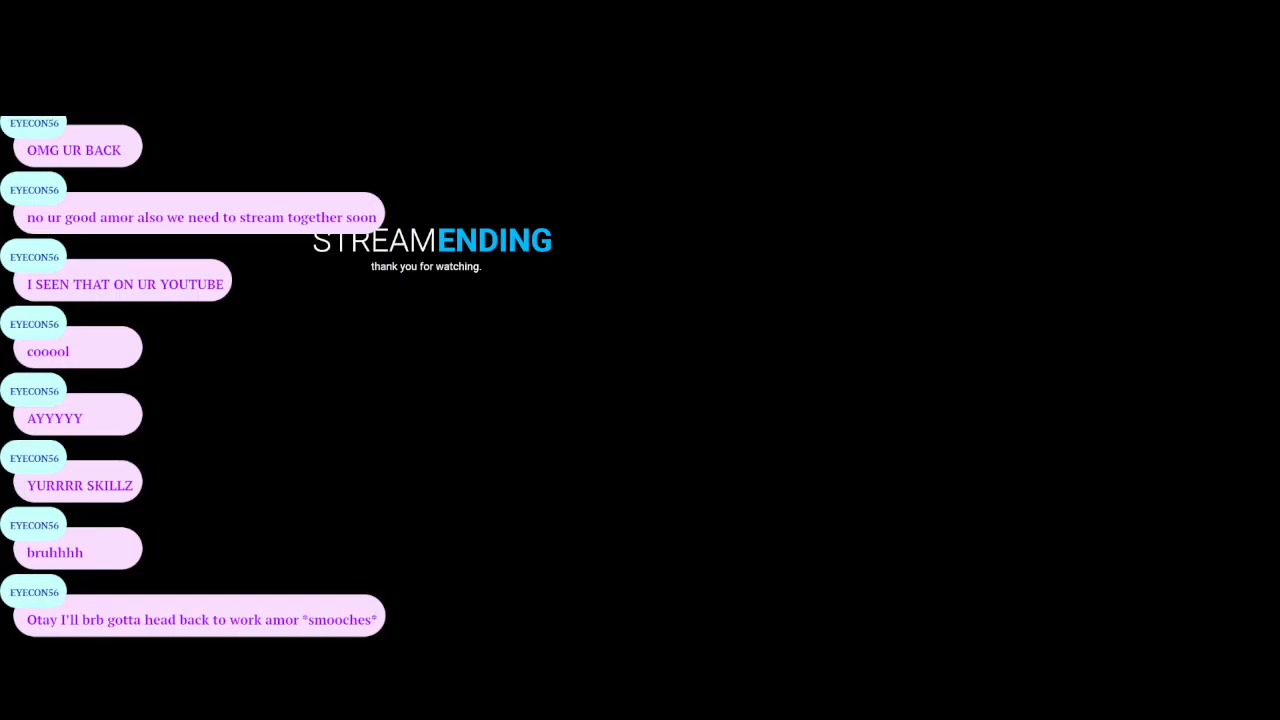 EYECON56
OMG UR BACK
EYECON56
no ur good amor also we need to stream together soon
STREAMENDING
thank you for watching.
EYECON56
I SEEN THAT ON UR YOUTUBE
EYECON56
cooool
EYECON56
AYYYYY
EYECON56
YURRRR SKILLZ
EYECON56
bruhhhh
EYECON56
Otay I'll brb gotta head back to work amor *smooches*